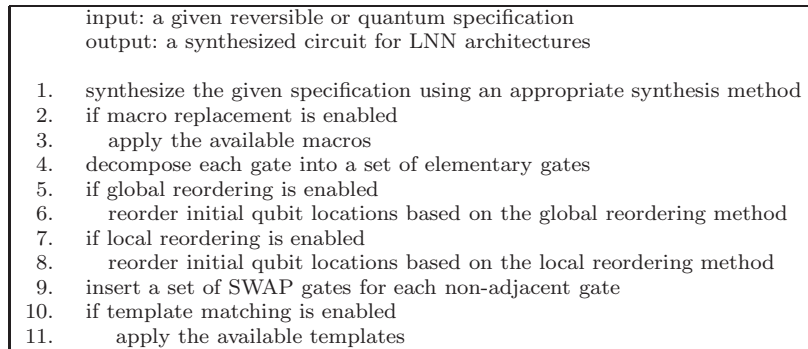 input: a given reversible or quantum specification
output: a synthesized circuit for LNN architectures
1. synthesize the given specification using an appropriate synthesis method
2. if macro replacement is enabled
3. apply the available macros
4. decompose each gate into a set of elementary gates
5. if global reordering is enabled
6. reorder initial qubit locations based on the global reordering method
7. if local reordering is enabled
8. reorder initial qubit locations based on the local reordering method
9. insert a set of SWAP gates for each non-adjacent gate
10. if template matching is enabled
11. apply the available templates